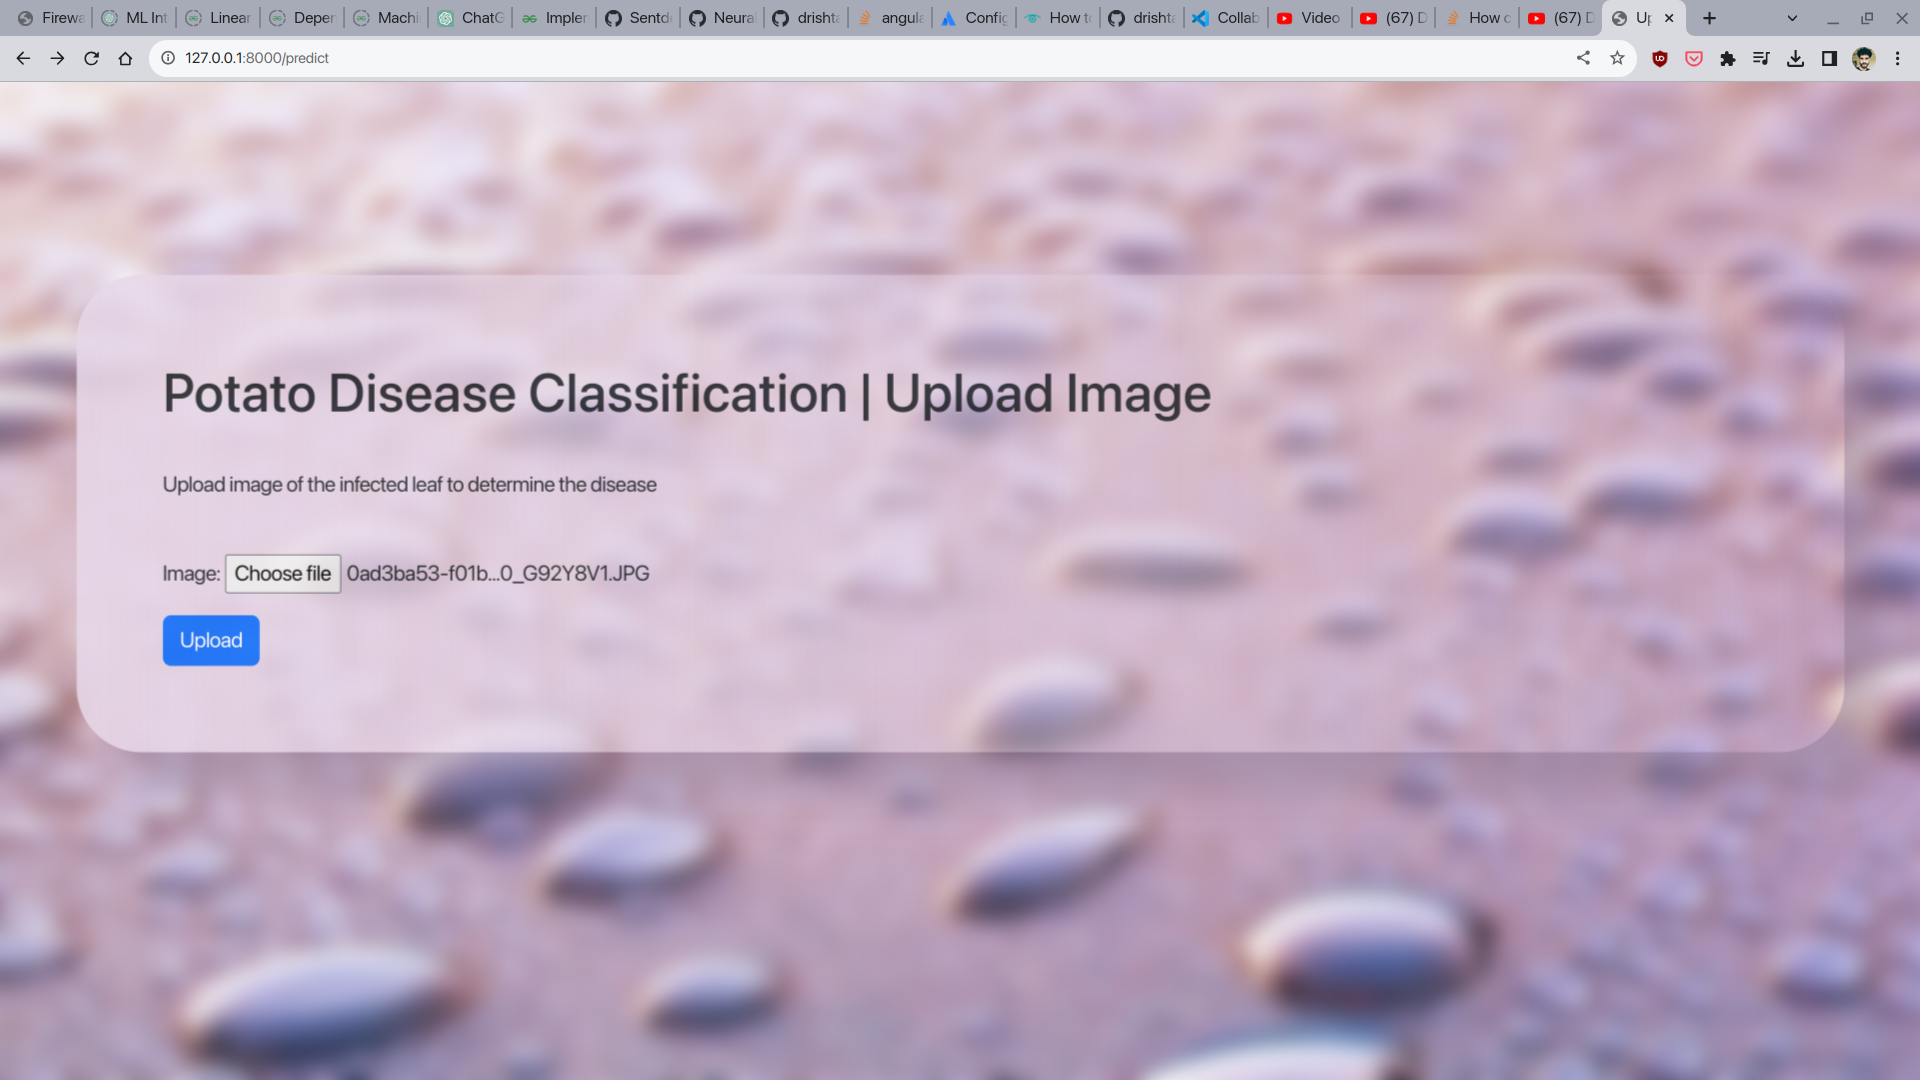 Firewa ML Int Linear Deper Machi ChatG Impler Sentd Neura drishta angula Config How to drishta Collab Video (67) D How c (67) D Up
127.0.0.1:8000/predict
Potato Disease Classification | Upload Image
Upload image of the infected leaf to determine the disease
Image: Choose file 0ad3ba53-f01b...0_G92Y8V1.JPG
Upload